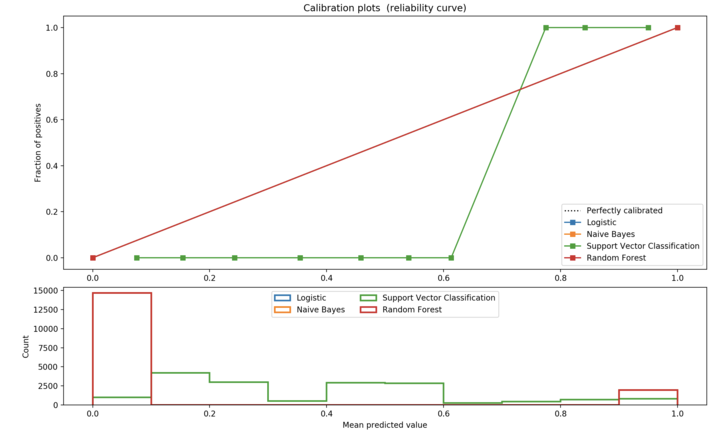 Calibration plots (reliability curve)
1.0
0.8
0.6
0.4
0.2
0.0
Fraction of positives
Perfectly calibrated
Logistic
Naive Bayes
Support Vector Classification
Random Forest
0.0 0.2 0.4 0.6 0.8 1.0
15000
12500
10000
7500
5000
2500
0
Count
Logistic Support Vector Classification
Naive Bayes Random Forest
0.0 0.2 0.4 0.6 0.8 1.0
Mean predicted value